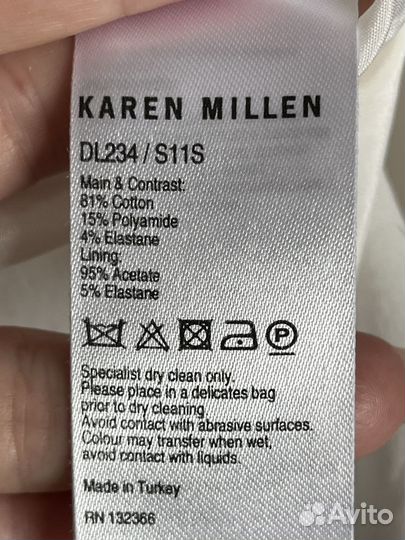 KAREN MILLEN
DL234 / S11S
Main & Contrast:
81% Cotton
15% Polyamide
4% Elastane
Lining:
95% Acetate
5% Elastane
P
Specialist dry clean only.
Please place in a delicates bag
prior to dry cleaning
Avoid contact with abrasive surfaces.
Colour may transfer when wet,
avoid contact with liquids.
Made in Turkey
RN 132366
Avito